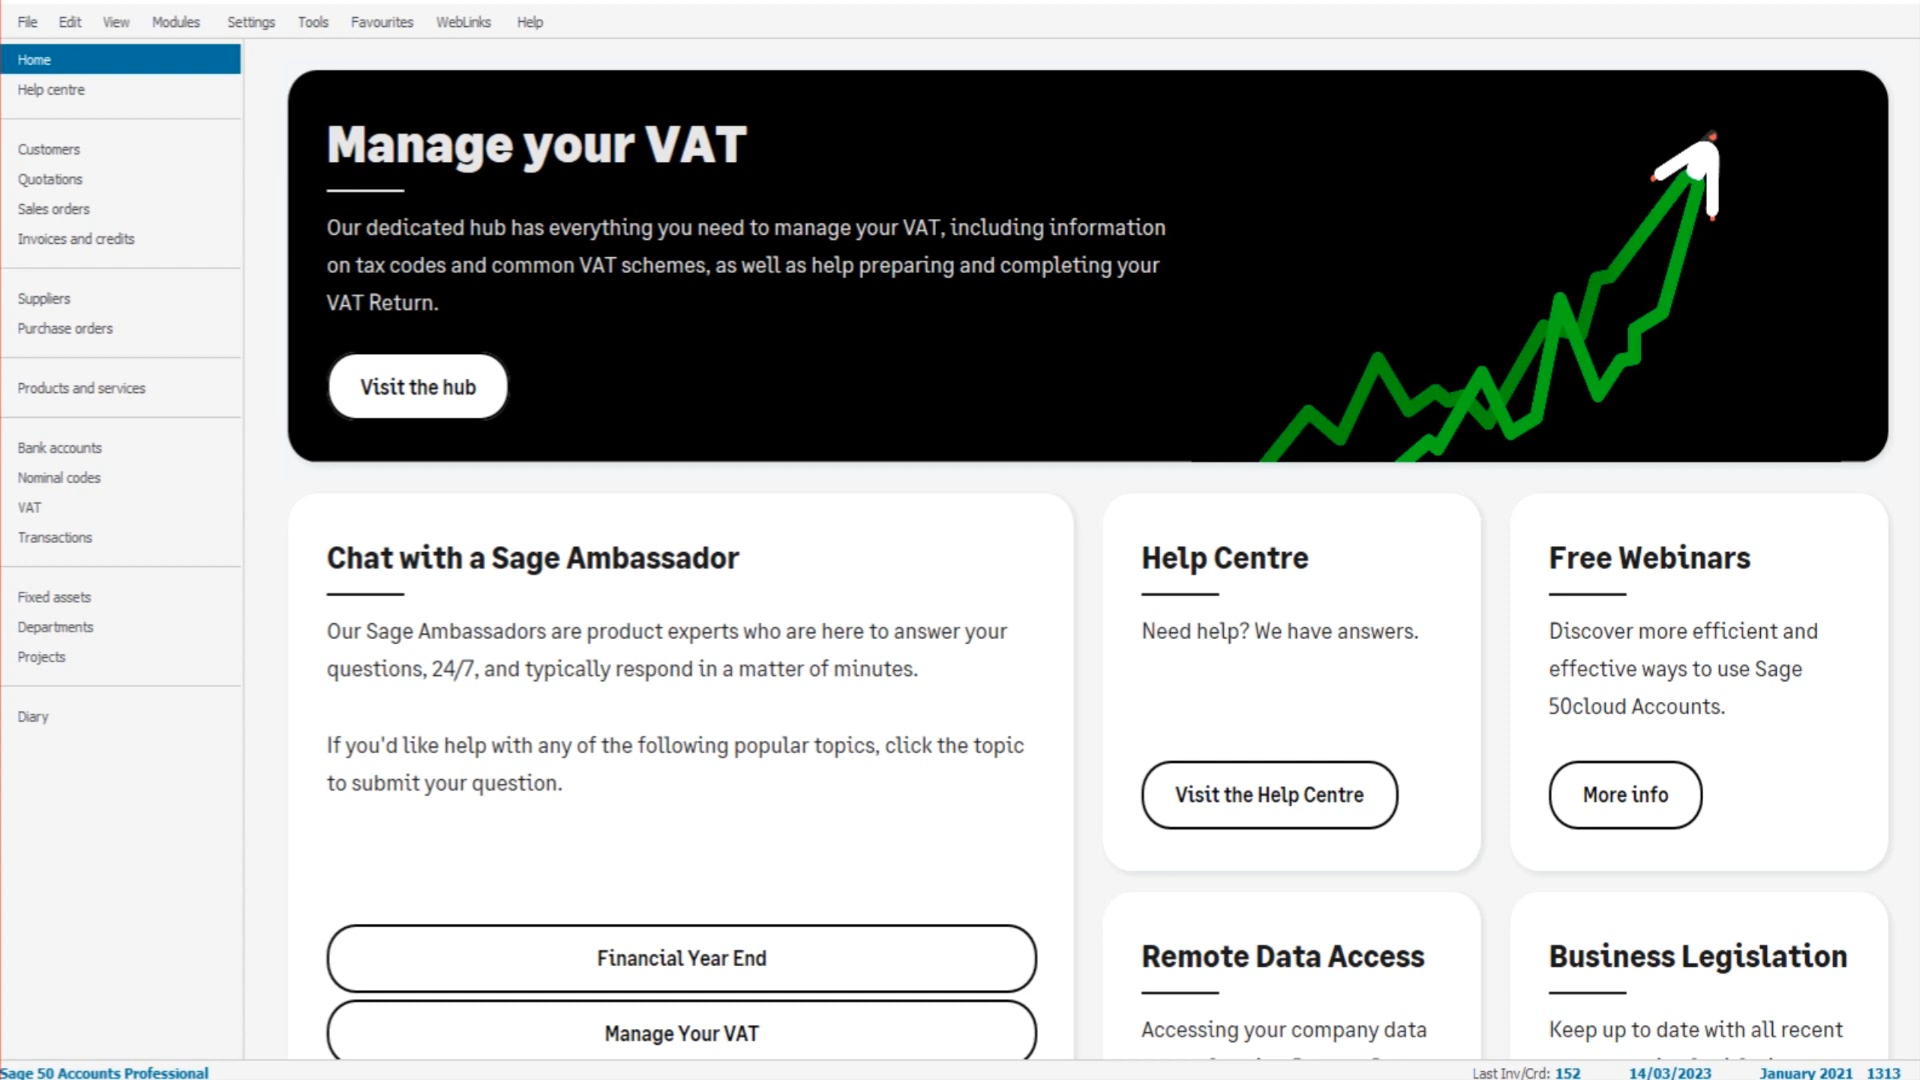 File Edit View Modules Settings Tools Favourites WebLinks Help
Home
Help centre
Customers
Quotations
Sales orders
Invoices and credits
Suppliers
Purchase orders
Products and services
Bank accounts
Nominal codes
VAT
Transactions
Fixed assets
Departments
Projects
Diary
Manage your VAT
Our dedicated hub has everything you need to manage your VAT, including information
on tax codes and common VAT schemes, as well as help preparing and completing your
VAT Return.
Visit the hub
Chat with a Sage Ambassador
Our Sage Ambassadors are product experts who are here to answer your
questions, 24/7, and typically respond in a matter of minutes.
If you'd like help with any of the following popular topics, click the topic
to submit your question.
Financial Year End
Manage Your VAT
Help Centre
Need help? We have answers.
Visit the Help Centre
Free Webinars
Discover more efficient and
effective ways to use Sage
50cloud Accounts.
More info
Remote Data Access
Accessing your company data
Business Legislation
Keep up to date with all recent
Sage 50 Accounts Professional
Last Inv/Crd: 152 14/03/2023 January 2021 1313